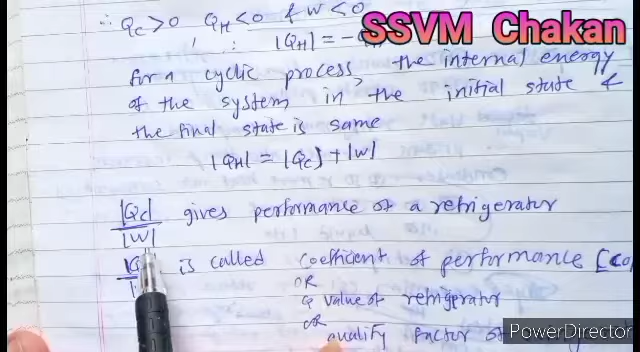 SSVM Chakan
∴ QC>0 QH<0 & W<0
∴ |QH| = -
for a cyclic process, the internal energy
of the system in the initial state &
the final state is same
|QH| = |QC| + |W|
|QC| / |W| gives performance of a refrigerator
is called coefficient of performance
OR
Q value of refrigerator
OR
quality factor of
PowerDirector